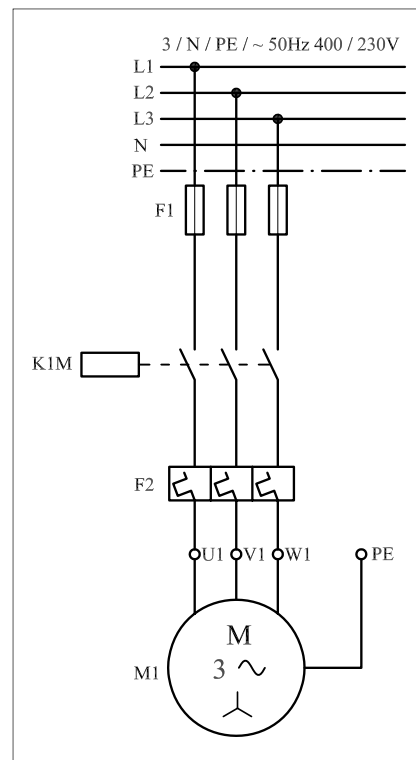 3 / N / PE / ~ 50Hz 400 / 230V
L1
L2
L3
N
PE
F1
K1M
F2
U1 V1 W1 PE
M
M1 3